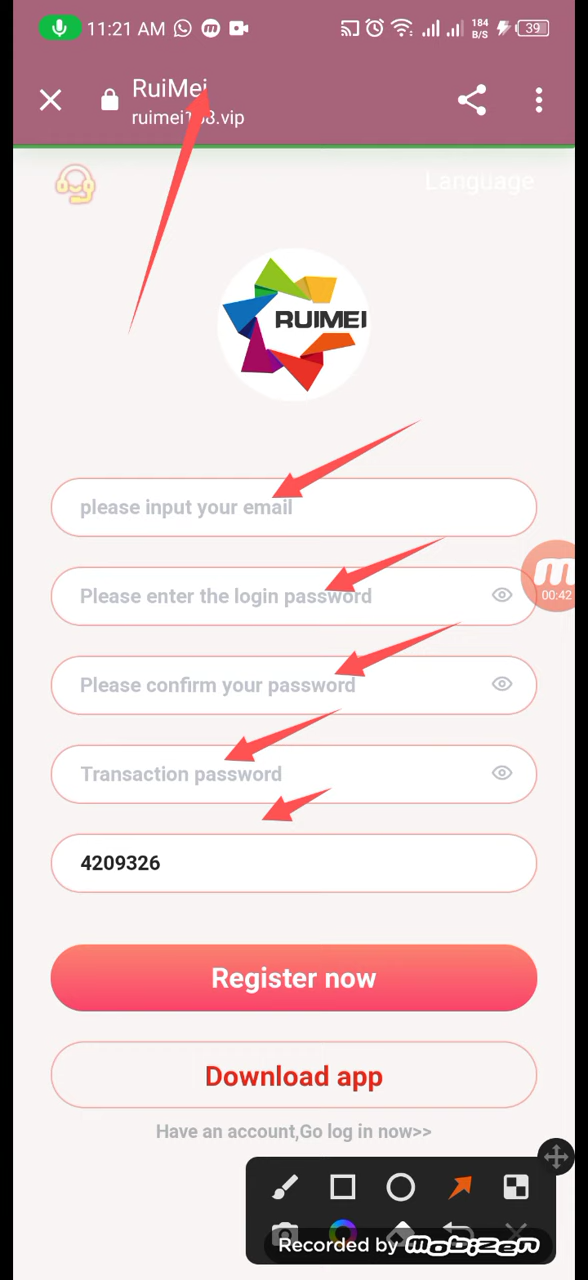 11:21 AM
184
B/S
39
RuiMei
.vip
Language
RUIMEI
please input your email
Please enter the login password
00:42
Please confirm your password
Transaction password
4209326
Register now
Download app
Have an account,Go log in now>>
Recorded by mobizen